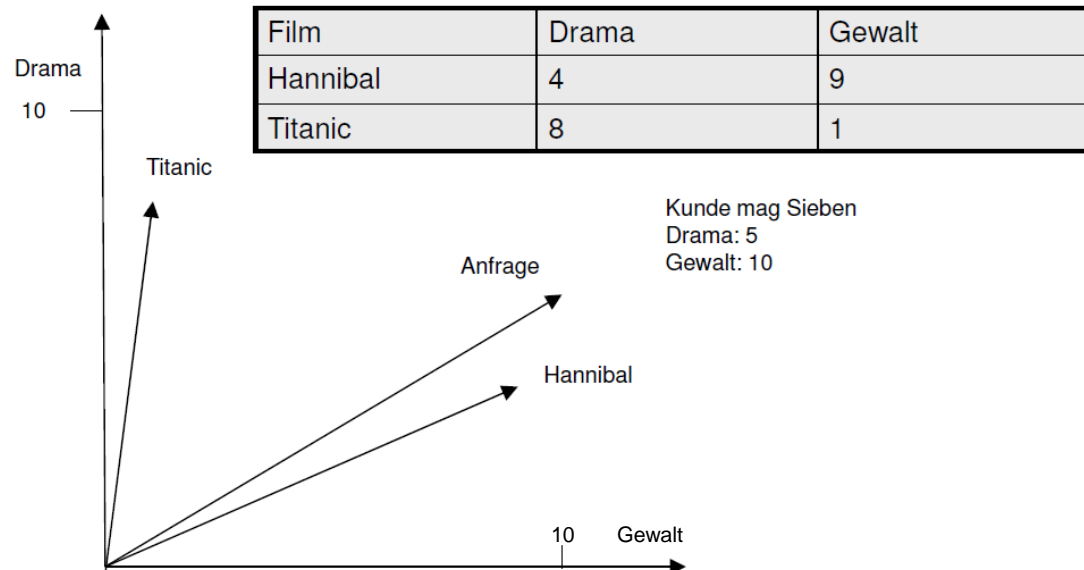 Film Drama Gewalt
Hannibal 4 9
Titanic 8 1
Drama
10
Titanic
Kunde mag Sieben
Drama: 5
Gewalt: 10
Anfrage
Hannibal
10 Gewalt